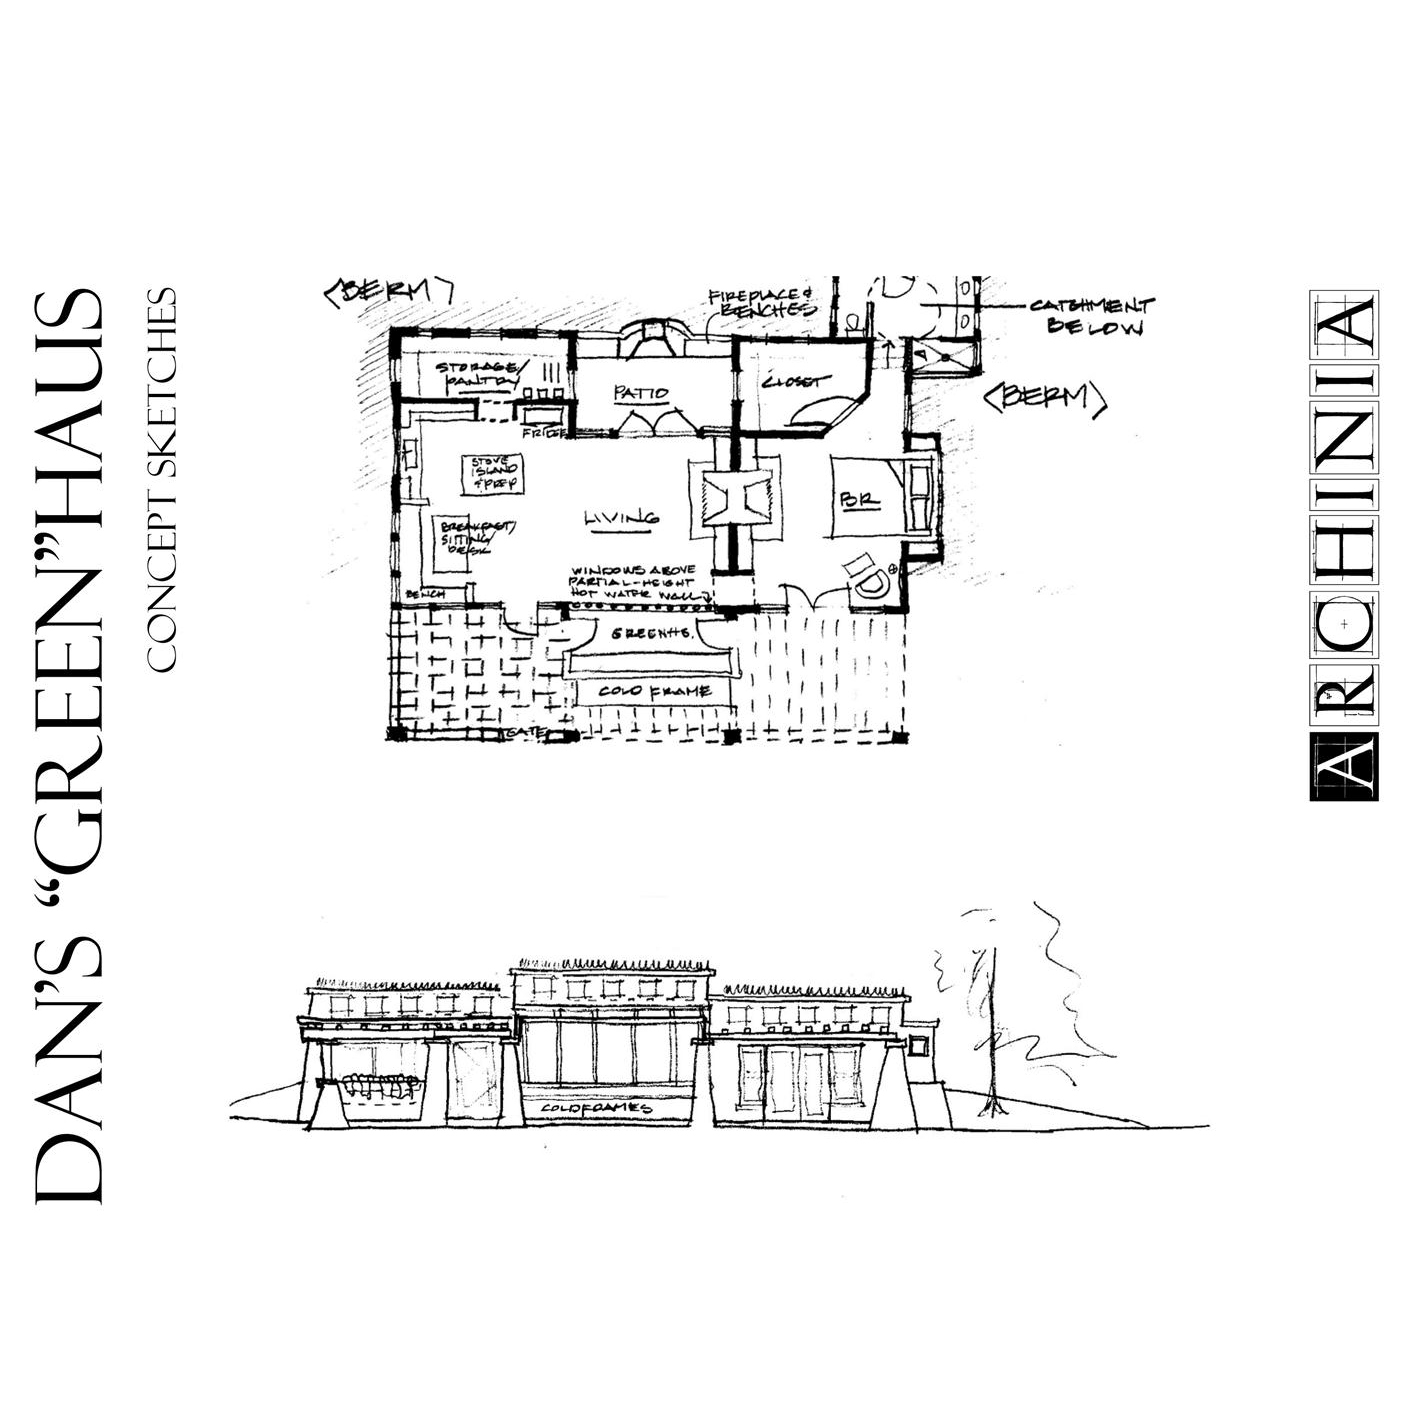 DAN'S "GREEN"HAUS
CONCEPT SKETCHES
<BERM>
FIREPLACE &
BENCHES
CATCHMENT
BELOW
<BERM>
STORAGE/
PANTRY
PATIO
CLOSET
FRIDGE
STOVE
ISLAND
& PREP
BREAKFAST/
SITTING/
DESK
LIVING
BR
WINDOWS ABOVE
PARTIAL-HEIGHT
HOT WATER WALL
BENCH
GREENHS.
COLD FRAME
GATE
COLDFRAMES
ARCHINIA